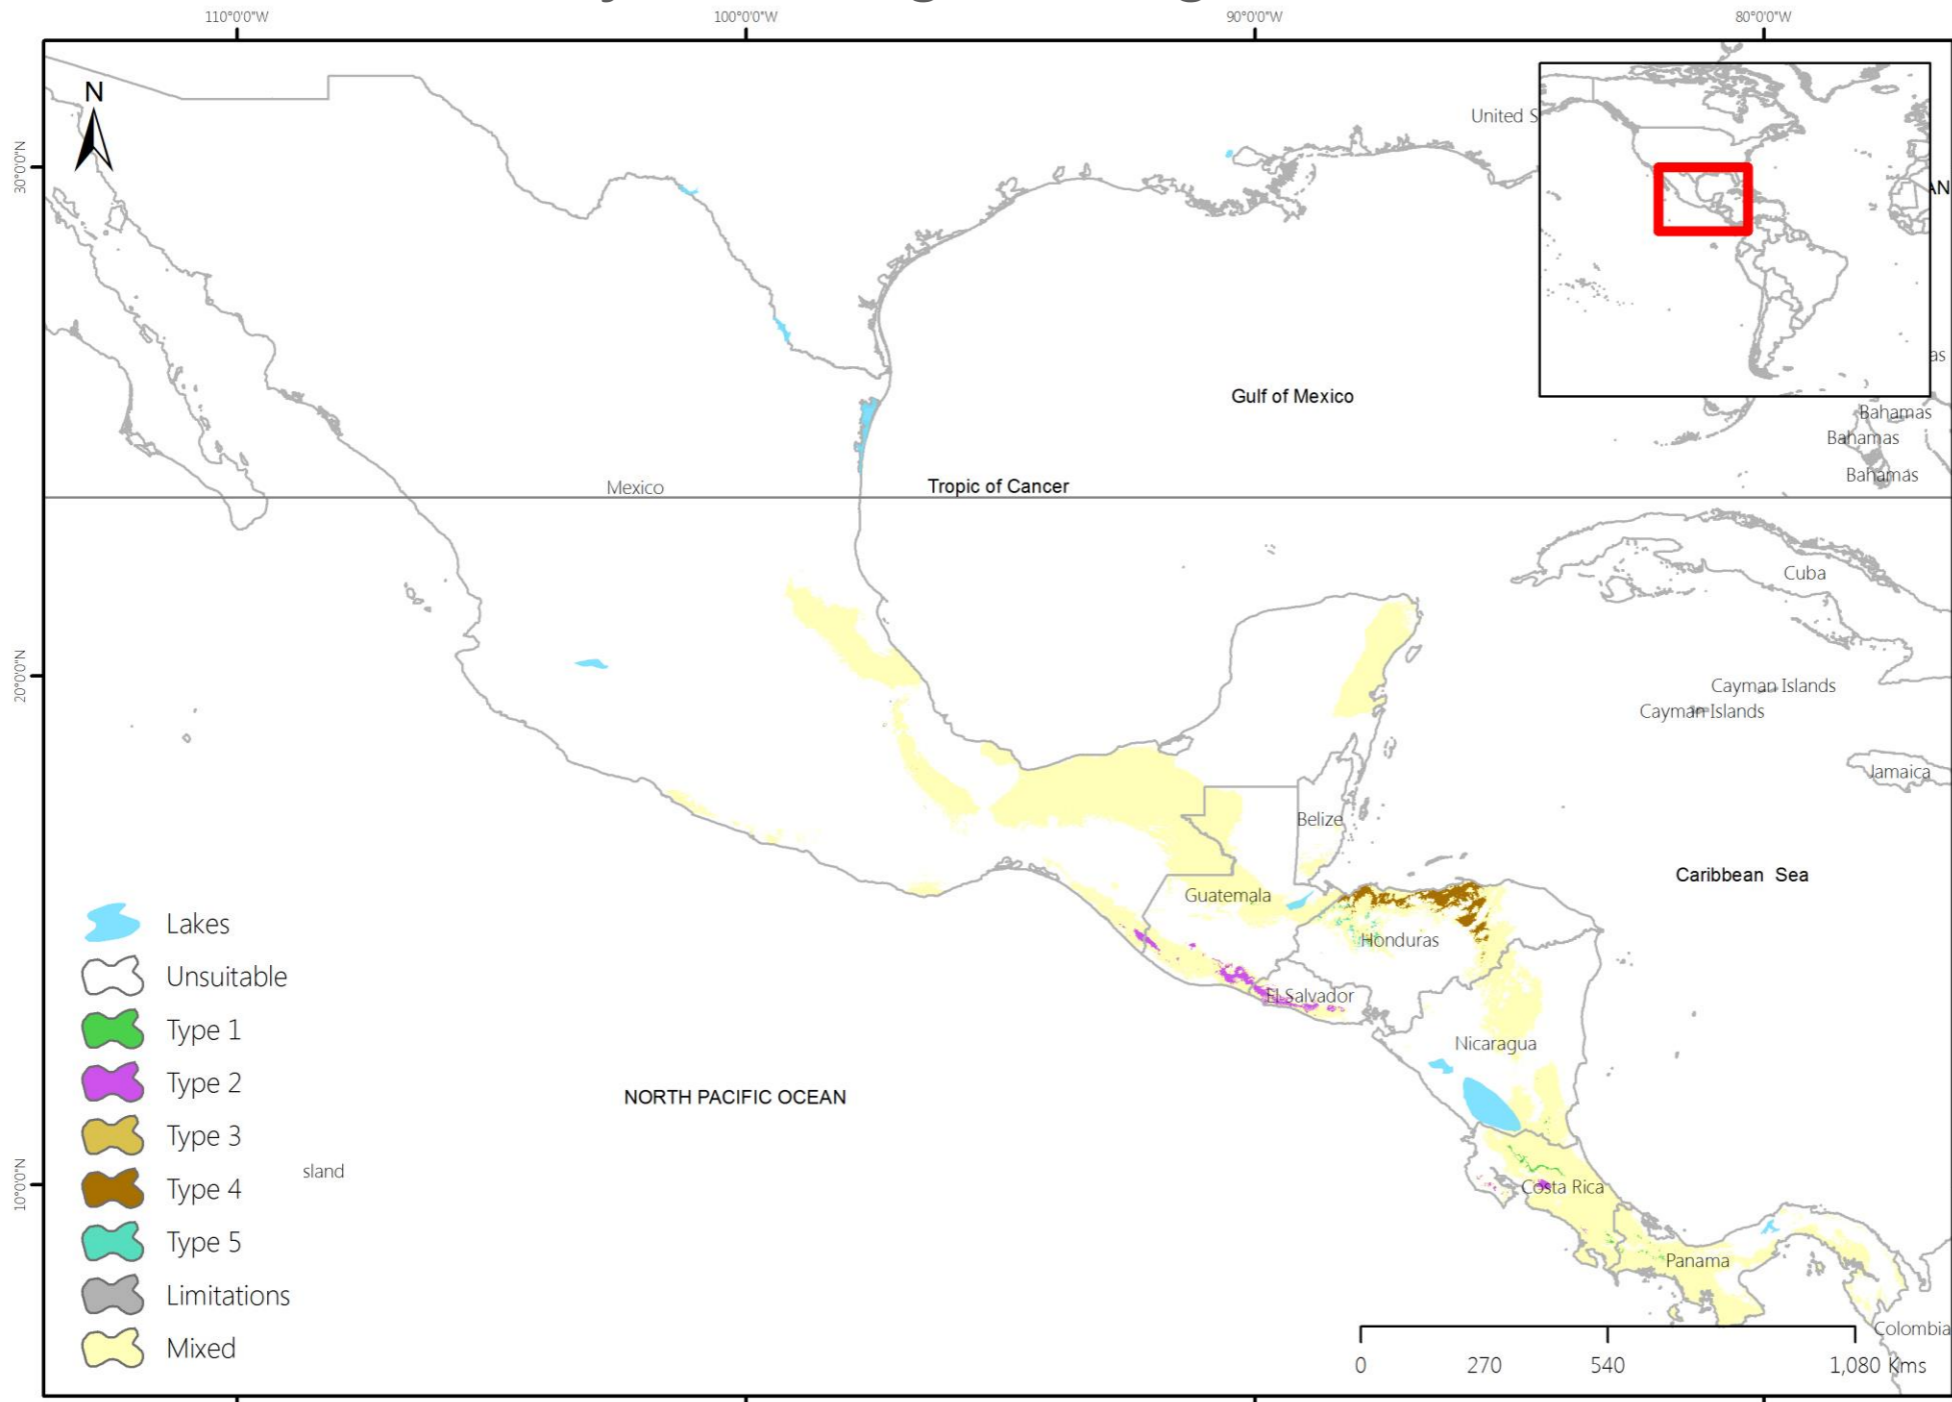 110°0'0"W
100°0'0"W
90°0'0"W
80°0'0"W
N
United S
30°0'0"N
AN
as
Gulf of Mexico
Bahamas
Bahamas
Bahamas
Mexico
Tropic of Cancer
Cuba
20°0'0"N
Cayman Islands
Cayman Islands
Jamaica
Belize
Caribbean Sea
Guatemala
Honduras
El Salvador
Nicaragua
NORTH PACIFIC OCEAN
sland
10°0'0"N
Costa Rica
Panama
Colombia
Lakes
Unsuitable
Type 1
Type 2
Type 3
Type 4
Type 5
Limitations
Mixed
0 270 540 1,080 Kms